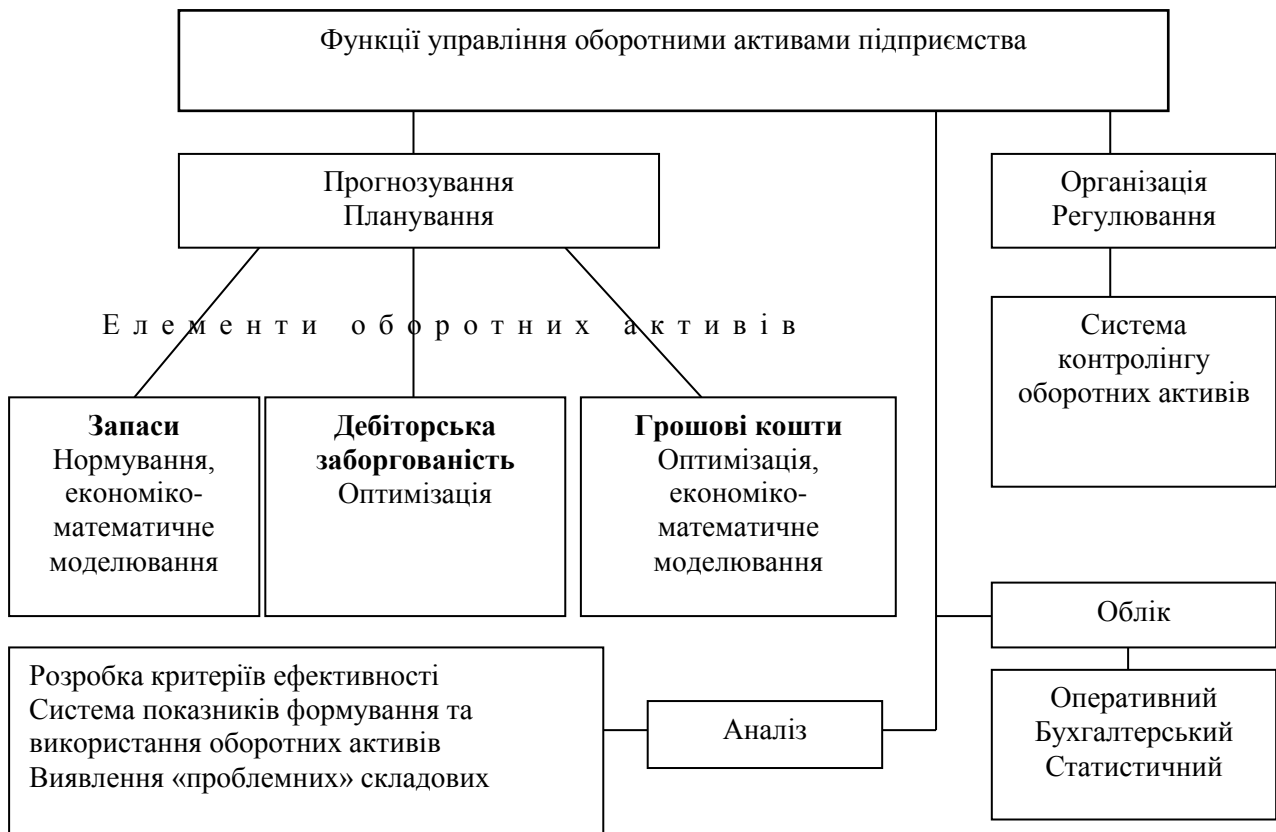 Функції управління оборотними активами підприємства
Прогнозування
Планування
Організація
Регулювання
Елементи оборотних активів
Система
контролінгу
оборотних активів
Запаси
Нормування,
економіко-
математичне
моделювання
Дебіторська
заборгованість
Оптимізація
Грошові кошти
Оптимізація,
економіко-
математичне
моделювання
Облік
Розробка критеріїв ефективності
Система показників формування та
використання оборотних активів
Виявлення «проблемних» складових
Аналіз
Оперативний
Бухгалтерський
Статистичний